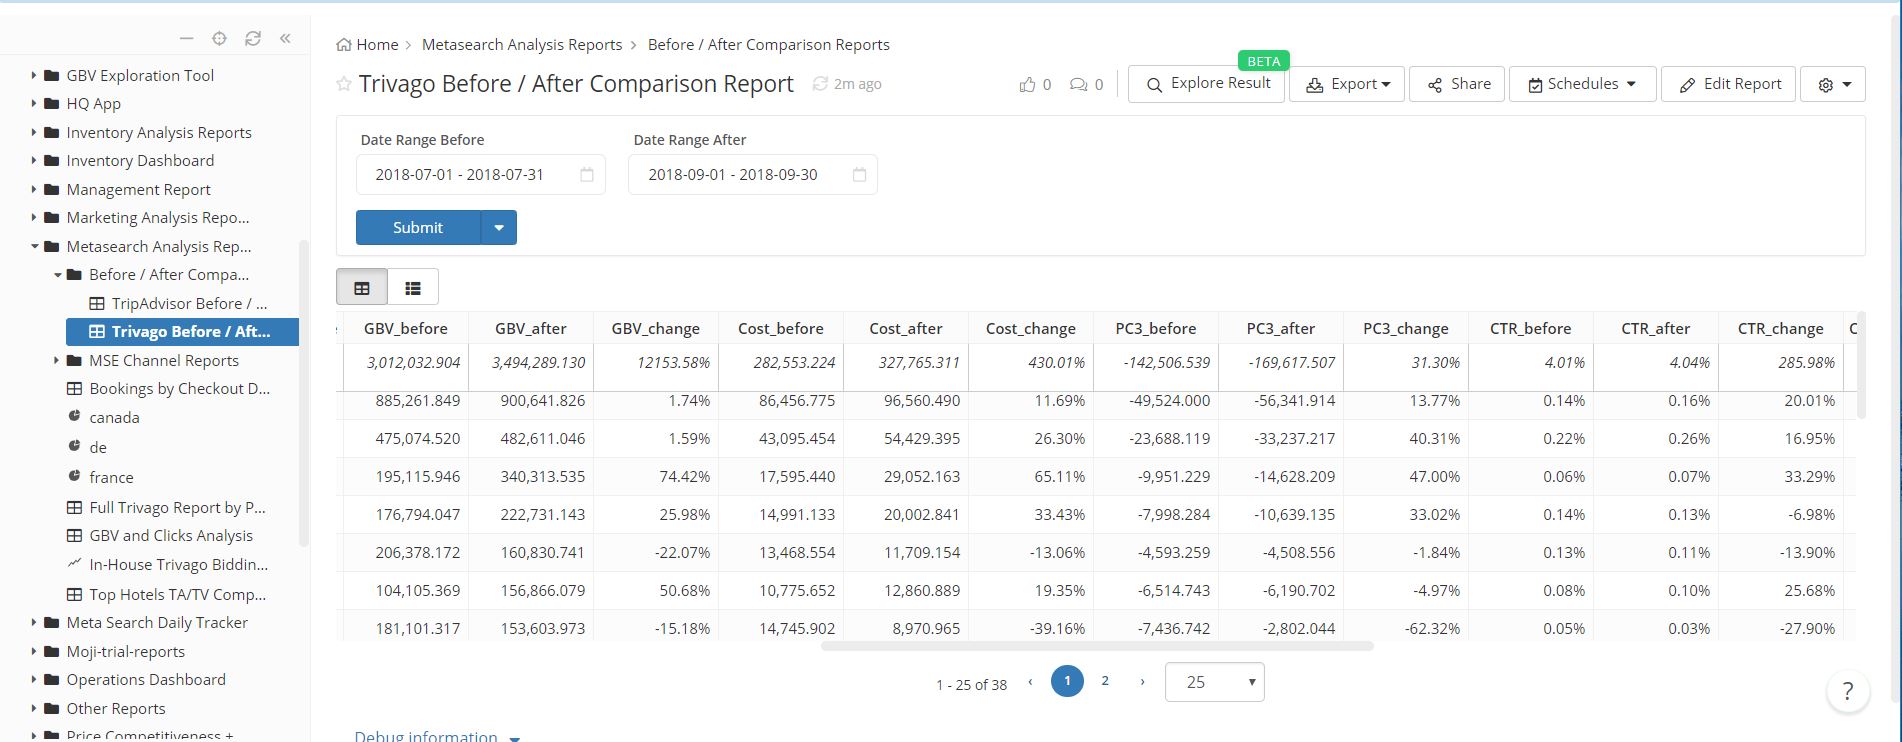 GBV Exploration Tool
HQ App
Inventory Analysis Reports
Inventory Dashboard
Management Report
Marketing Analysis Repo...
Metasearch Analysis Rep...
Before / After Compa...
TripAdvisor Before / ...
Trivago Before / Aft...
MSE Channel Reports
Bookings by Checkout D...
canada
de
france
Full Trivago Report by P...
GBV and Clicks Analysis
In-House Trivago Biddin...
Top Hotels TA/TV Comp...
Meta Search Daily Tracker
Moji-trial-reports
Operations Dashboard
Other Reports
Price Competitiveness +
Home > Metasearch Analysis Reports > Before / After Comparison Reports
Trivago Before / After Comparison Report 2m ago 0 0
BETA
Explore Result Export Share Schedules Edit Report
Date Range Before Date Range After
2018-07-01 - 2018-07-31 2018-09-01 - 2018-09-30
Submit
GBV_before GBV_after GBV_change Cost_before Cost_after Cost_change PC3_before PC3_after PC3_change CTR_before CTR_after CTR_change C
3,012,032.904 3,494,289.130 12153.58% 282,553.224 327,765.311 430.01% -142,506.539 -169,617.507 31.30% 4.01% 4.04% 285.98%
885,261.849 900,641.826 1.74% 86,456.775 96,560.490 11.69% -49,524.000 -56,341.914 13.77% 0.14% 0.16% 20.01%
475,074.520 482,611.046 1.59% 43,095.454 54,429.395 26.30% -23,688.119 -33,237.217 40.31% 0.22% 0.26% 16.95%
195,115.946 340,313.535 74.42% 17,595.440 29,052.163 65.11% -9,951.229 -14,628.209 47.00% 0.06% 0.07% 33.29%
176,794.047 222,731.143 25.98% 14,991.133 20,002.841 33.43% -7,998.284 -10,639.135 33.02% 0.14% 0.13% -6.98%
206,378.172 160,830.741 -22.07% 13,468.554 11,709.154 -13.06% -4,593.259 -4,508.556 -1.84% 0.13% 0.11% -13.90%
104,105.369 156,866.079 50.68% 10,775.652 12,860.889 19.35% -6,514.743 -6,190.702 -4.97% 0.08% 0.10% 25.68%
181,101.317 153,603.973 -15.18% 14,745.902 8,970.965 -39.16% -7,436.742 -2,802.044 -62.32% 0.05% 0.03% -27.90%
1 - 25 of 38 ‹ 1 2 › 25
?
Debug information